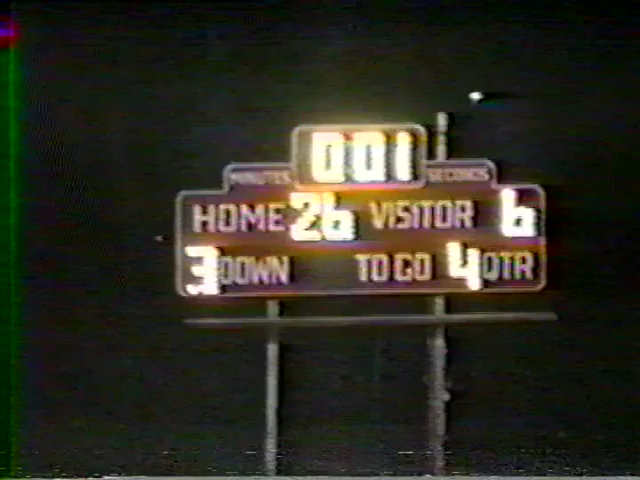 001
MINUTES SECONDS
HOME 26 VISITOR 6
3 DOWN TO GO 4 QTR